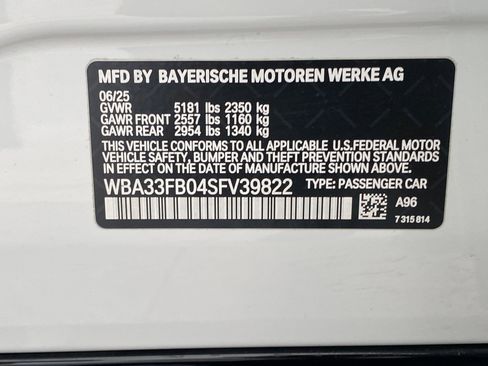 MFD BY BAYERISCHE MOTOREN WERKE AG
06/25
GVWR 5181 lbs 2350 kg
GAWR FRONT 2557 lbs 1160 kg
GAWR REAR 2954 lbs 1340 kg
THIS VEHICLE CONFORMS TO ALL APPLICABLE U.S.FEDERAL MOTOR
VEHICLE SAFETY, BUMPER AND THEFT PREVENTION STANDARDS
IN EFFECT ON THE DATE OF MANUFACTURE SHOWN ABOVE.
WBA33FB04SFV39822 TYPE: PASSENGER CAR
A96
7 315 814